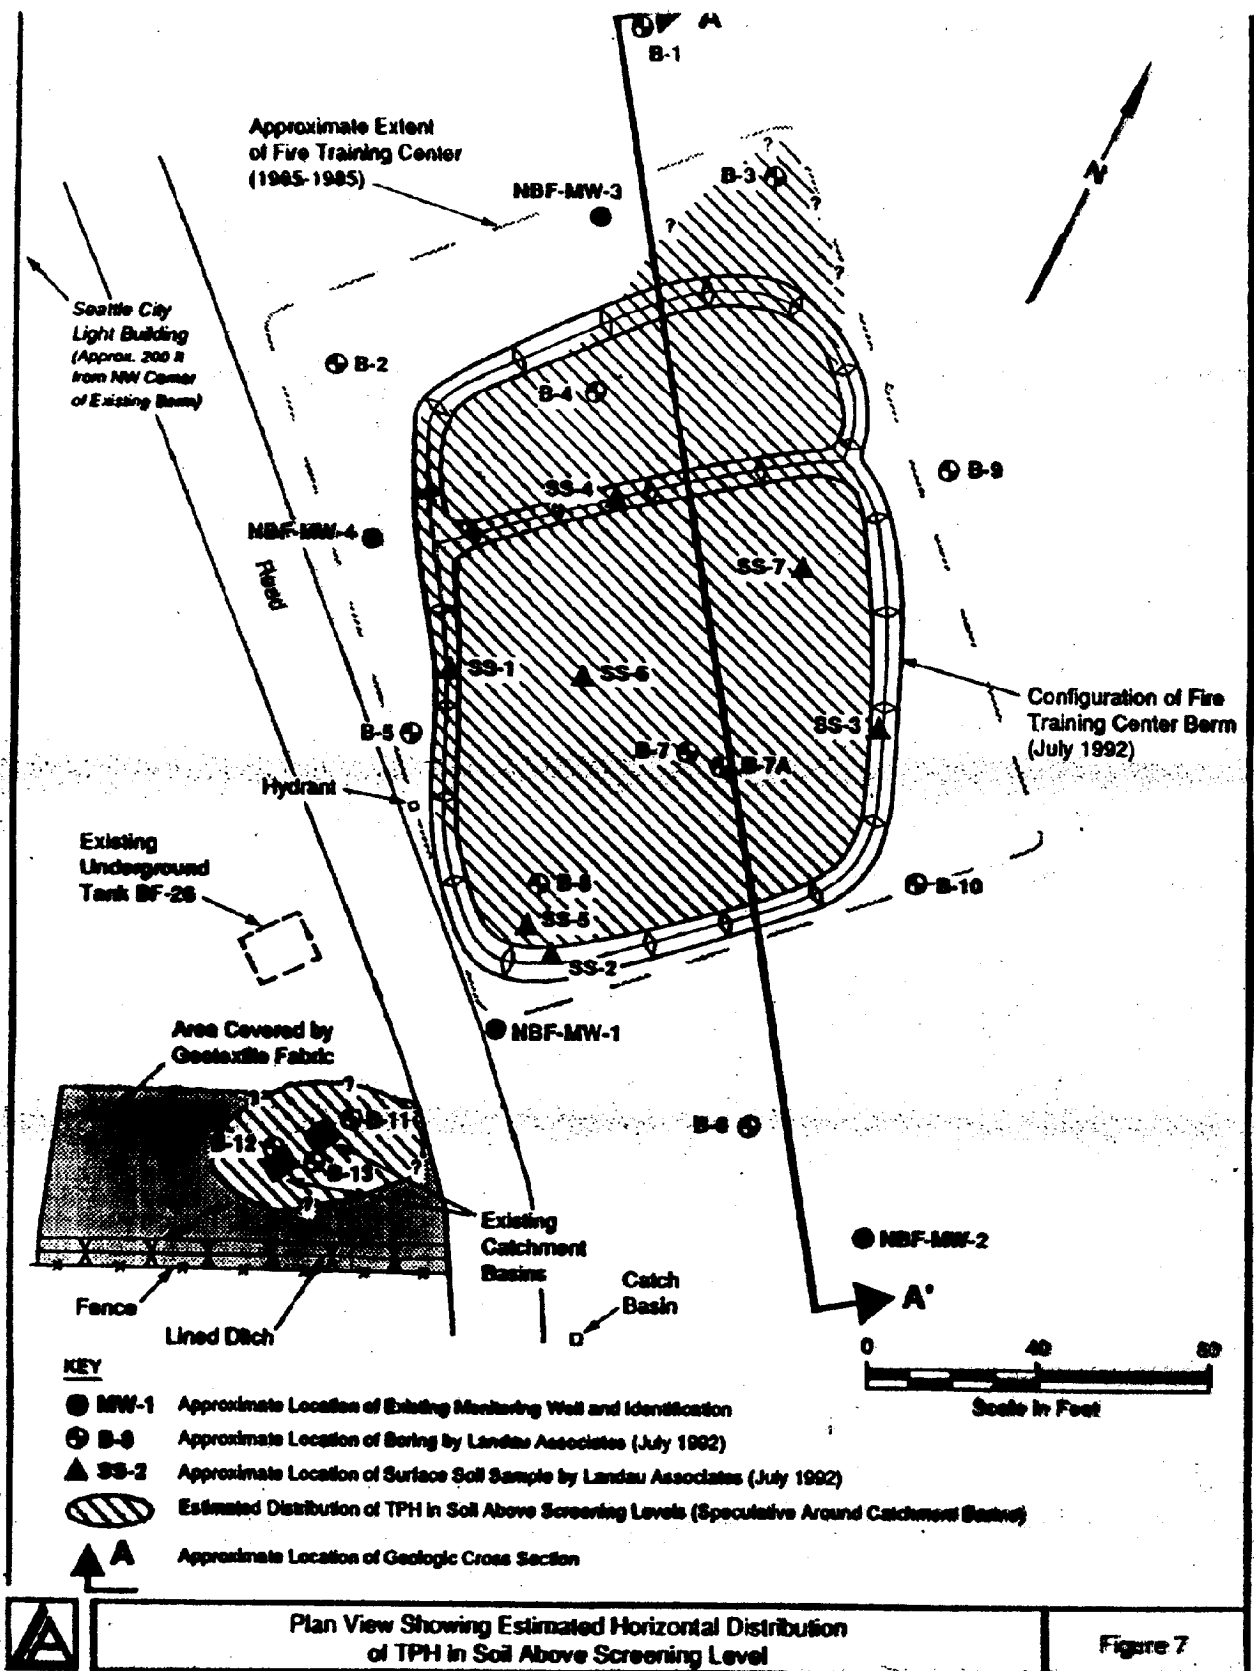 A
B-1
Approximate Extent
of Fire Training Center
(1965-1985)
NBF-MW-3
B-3
?
?
?
?
N
Seattle City
Light Building
(Approx. 200 ft
from NW Corner
of Existing Berm)
B-2
B-4
B-9
SS-4
NBF-MW-4
Road
SS-7
SS-1
SS-6
Configuration of Fire
Training Center Berm
(July 1992)
SS-3
B-5
B-7
B-7A
Hydrant
Existing
Underground
Tank BF-26
B-10
SS-5
SS-2
NBF-MW-1
Area Covered by
Geotextile Fabric
?
?
B-11
B-12
B-13
?
?
B-6
Existing
Catchment
Basins
NBF-MW-2
Catch
Basin
A'
Fence
Lined Ditch
0 40 80
Scale in Feet
KEY
MW-1 Approximate Location of Existing Monitoring Well and Identification
Approximate Location of Boring by Landau Associates (July 1992)
SS-2 Approximate Location of Surface Soil Sample by Landau Associates (July 1992)
Estimated Distribution of TPH in Soil Above Screening Levels (Speculative Around Catchment Basins)
A Approximate Location of Geologic Cross Section
Plan View Showing Estimated Horizontal Distribution
of TPH in Soil Above Screening Level
Figure 7